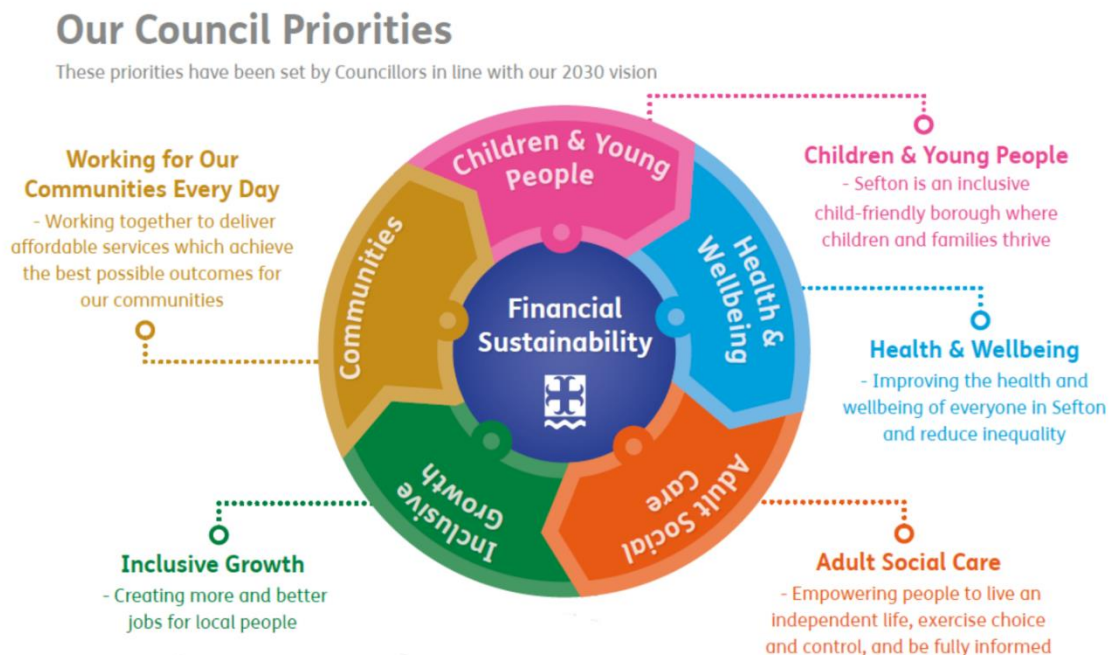 Our Council Priorities
These priorities have been set by Councillors in line with our 2030 vision
Working for Our
Communities Every Day
- Working together to deliver
affordable services which achieve
the best possible outcomes for
our communities
Children & Young
People
Health &
Wellbeing
Adult Social
Care
Inclusive
Growth
Communities
Financial
Sustainability
Children & Young People
- Sefton is an inclusive
child-friendly borough where
children and families thrive
Health & Wellbeing
- Improving the health and
wellbeing of everyone in Sefton
and reduce inequality
Inclusive Growth
- Creating more and better
jobs for local people
Adult Social Care
- Empowering people to live an
independent life, exercise choice
and control, and be fully informed